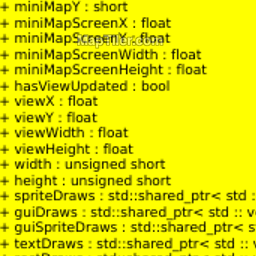 + miniMapY : short
+ miniMapScreenX : float
+ miniMapScreenY : float
+ miniMapScreenWidth : float
+ miniMapScreenHeight : float
+ hasViewUpdated : bool
+ viewX : float
+ viewY : float
+ viewWidth : float
+ viewHeight : float
+ width : unsigned short
+ height : unsigned short
+ spriteDraws : std::shared_ptr< std :
+ guiDraws : std::shared_ptr< std :: v
+ guiSpriteDraws : std::shared_ptr< s
+ textDraws : std::shared_ptr< std :: v